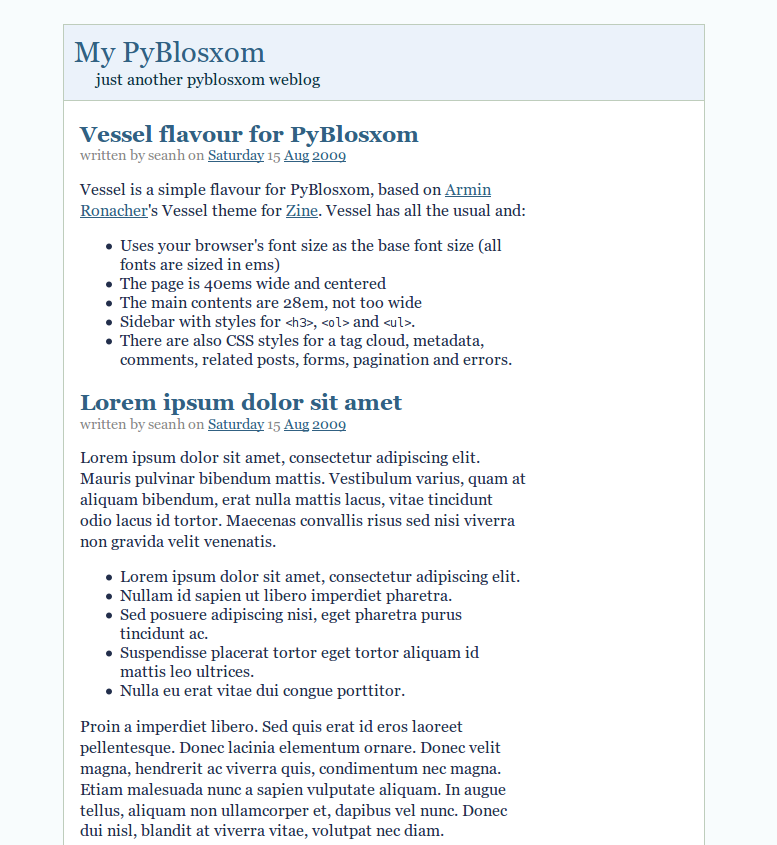 My PyBlosxom
just another pyblosxom weblog
Vessel flavour for PyBlosxom
written by seanh on Saturday 15 Aug 2009
Vessel is a simple flavour for PyBlosxom, based on Armin
Ronacher's Vessel theme for Zine. Vessel has all the usual and:
• Uses your browser's font size as the base font size (all
fonts are sized in ems)
• The page is 40ems wide and centered
• The main contents are 28em, not too wide
• Sidebar with styles for <h3>, <ol> and <ul>.
• There are also CSS styles for a tag cloud, metadata,
comments, related posts, forms, pagination and errors.
Lorem ipsum dolor sit amet
written by seanh on Saturday 15 Aug 2009
Lorem ipsum dolor sit amet, consectetur adipiscing elit.
Mauris pulvinar bibendum mattis. Vestibulum varius, quam at
aliquam bibendum, erat nulla mattis lacus, vitae tincidunt
odio lacus id tortor. Maecenas convallis risus sed nisi viverra
non gravida velit venenatis.
• Lorem ipsum dolor sit amet, consectetur adipiscing elit.
• Nullam id sapien ut libero imperdiet pharetra.
• Sed posuere adipiscing nisi, eget pharetra purus
tincidunt ac.
• Suspendisse placerat tortor eget tortor aliquam id
mattis leo ultrices.
• Nulla eu erat vitae dui congue porttitor.
Proin a imperdiet libero. Sed quis erat id eros laoreet
pellentesque. Donec lacinia elementum ornare. Donec velit
magna, hendrerit ac viverra quis, condimentum nec magna.
Etiam malesuada nunc a sapien vulputate aliquam. In augue
tellus, aliquam non ullamcorper et, dapibus vel nunc. Donec
dui nisl, blandit at viverra vitae, volutpat nec diam.